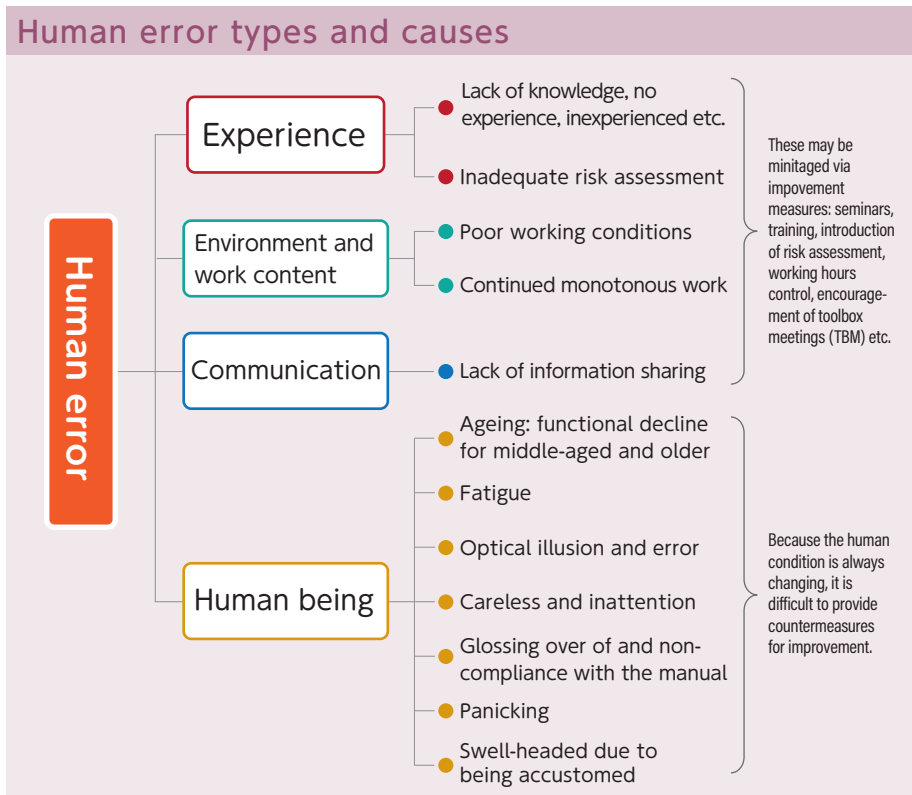 Human error types and causes
Human error
Experience
Lack of knowledge, no
experience, inexperienced etc.
Inadequate risk assessment
Environment and
work content
Poor working conditions
Continued monotonous work
Communication
Lack of information sharing
These may be
minitaged via
impovement
measures: seminars,
training, introduction
of risk assessment,
working hours
control, encourage-
ment of toolbox
meetings (TBM) etc.
Human being
Ageing: functional decline
for middle-aged and older
Fatigue
Optical illusion and error
Careless and inattention
Glossing over of and non-
compliance with the manual
Panicking
Swell-headed due to
being accustomed
Because the human
condition is always
changing, it is
difficult to provide
countermeasures
for improvement.